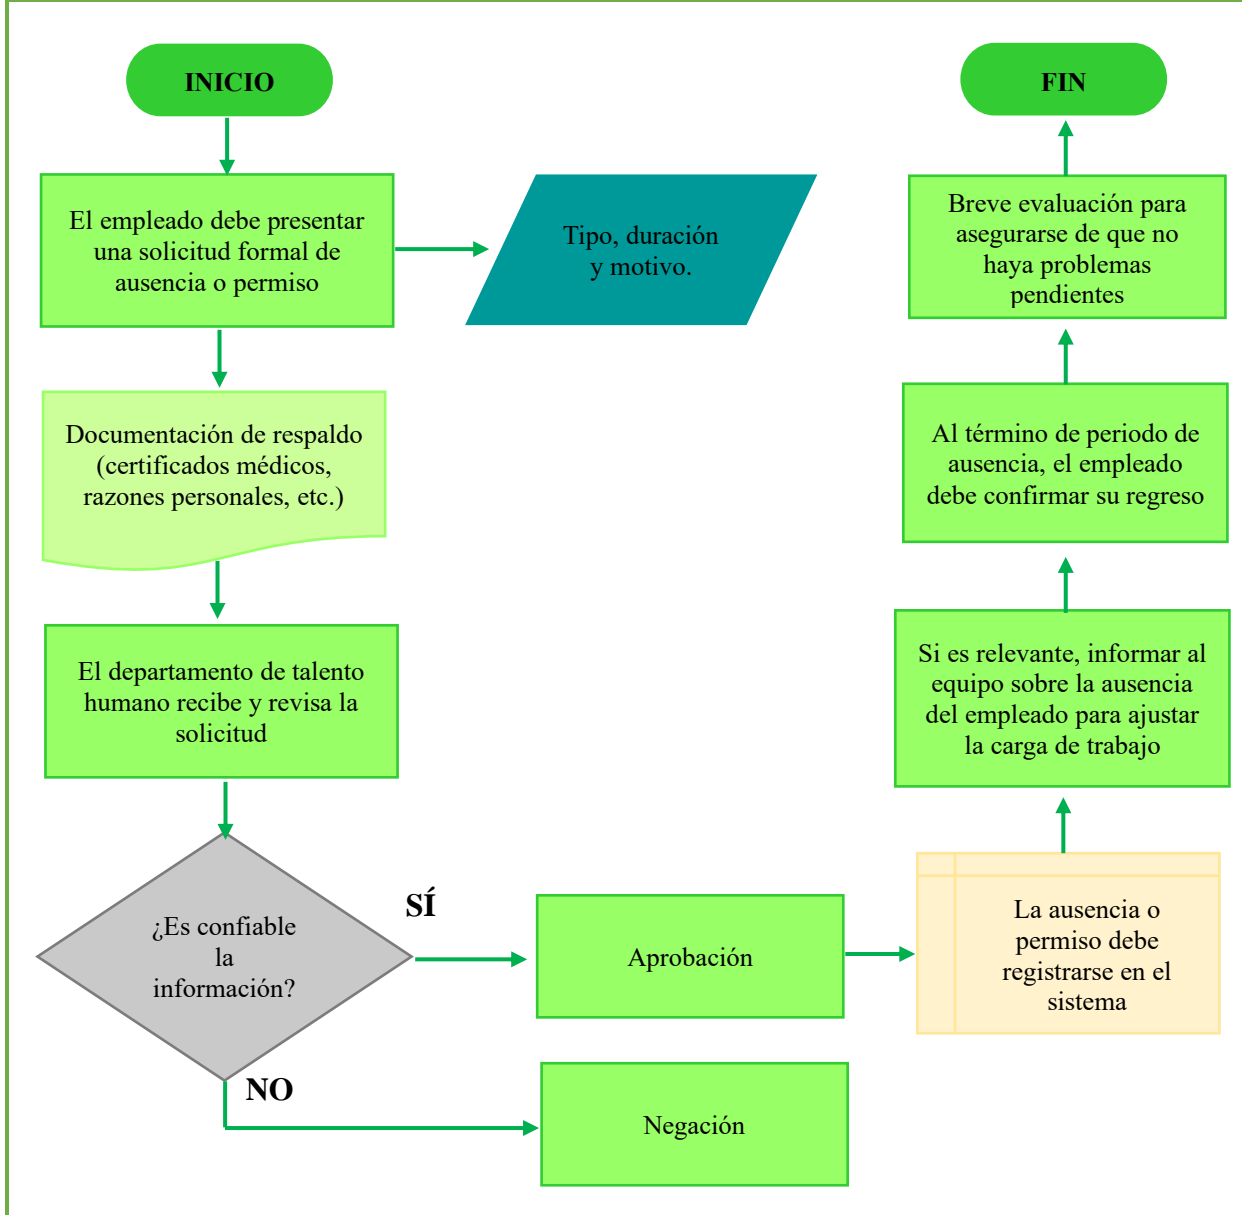 INICIO
El empleado debe presentar
una solicitud formal de
ausencia o permiso
Tipo, duración
y motivo.
Documentación de respaldo
(certificados médicos,
razones personales, etc.)
El departamento de talento
humano recibe y revisa la
solicitud
¿Es confiable
la
información?
SÍ
Aprobación
NO
Negación
La ausencia o
permiso debe
registrarse en el
sistema
Si es relevante, informar al
equipo sobre la ausencia
del empleado para ajustar
la carga de trabajo
Al término de periodo de
ausencia, el empleado
debe confirmar su regreso
Breve evaluación para
asegurarse de que no
haya problemas
pendientes
FIN